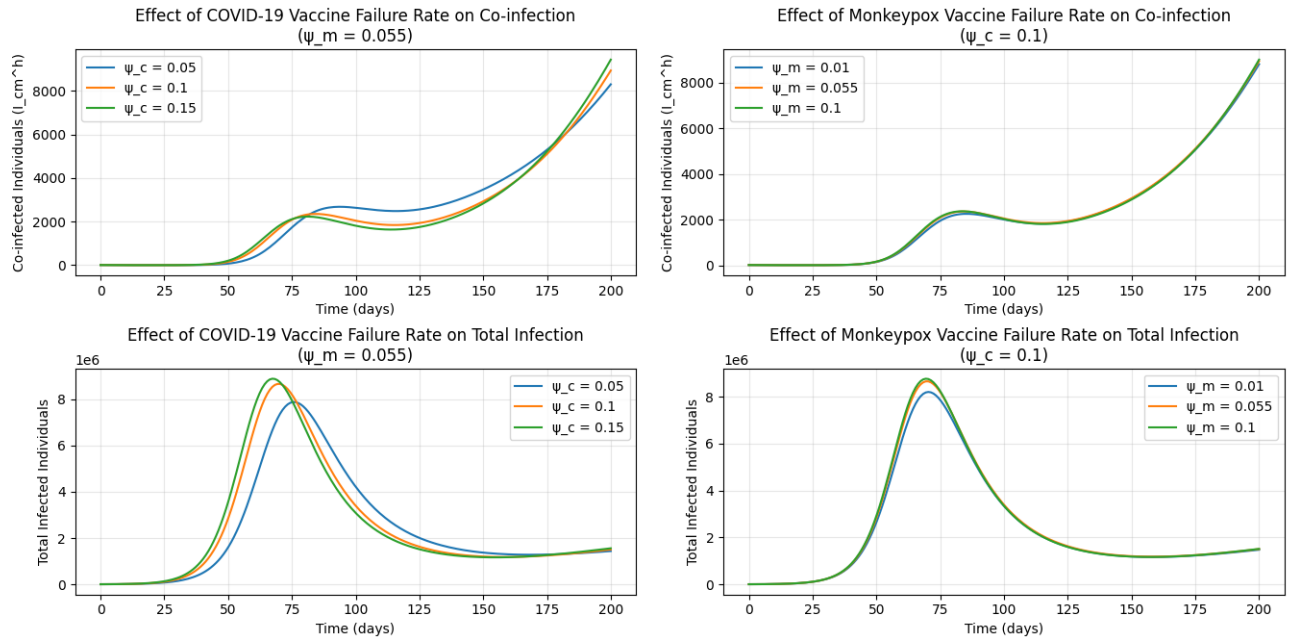 Effect of COVID-19 Vaccine Failure Rate on Co-infection
(ψ_m = 0.055)
Co-infected Individuals (I_cm^h)
8000
6000
4000
2000
0
ψ_c = 0.05
ψ_c = 0.1
ψ_c = 0.15
0 25 50 75 100 125 150 175 200
Time (days)
Effect of Monkeypox Vaccine Failure Rate on Co-infection
(ψ_c = 0.1)
Co-infected Individuals (I_cm^h)
8000
6000
4000
2000
0
ψ_m = 0.01
ψ_m = 0.055
ψ_m = 0.1
0 25 50 75 100 125 150 175 200
Time (days)
Effect of COVID-19 Vaccine Failure Rate on Total Infection
(ψ_m = 0.055)
1e6
Total Infected Individuals
8
6
4
2
0
ψ_c = 0.05
ψ_c = 0.1
ψ_c = 0.15
0 25 50 75 100 125 150 175 200
Time (days)
Effect of Monkeypox Vaccine Failure Rate on Total Infection
(ψ_c = 0.1)
1e6
Total Infected Individuals
8
6
4
2
0
ψ_m = 0.01
ψ_m = 0.055
ψ_m = 0.1
0 25 50 75 100 125 150 175 200
Time (days)